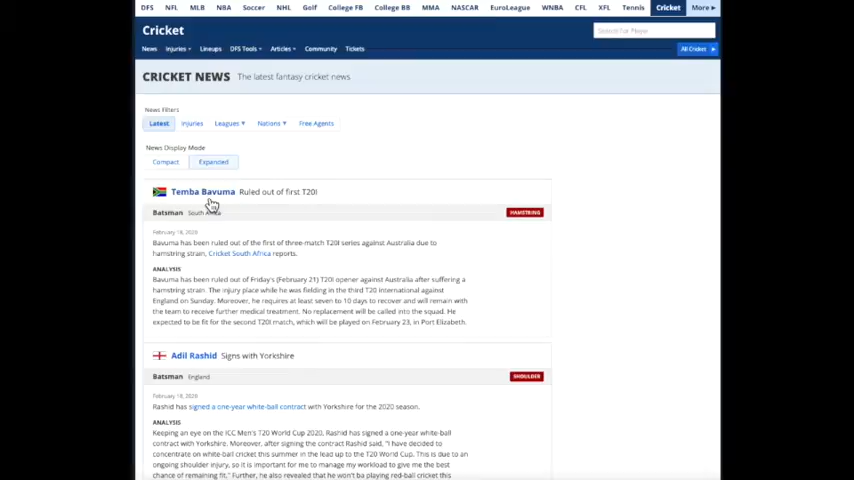 DFS NFL MLB NBA Soccer NHL Golf College FB College BB MMA NASCAR EuroLeague WNBA CFL XFL Tennis Cricket More
Cricket
Search For Player
News Injuries Lineups DFS Tools Articles Community Tickets
All Cricket
CRICKET NEWS The latest fantasy cricket news
News Filters
Latest Injuries Leagues Nations Free Agents
News Display Mode
Compact Expanded
Temba Bavuma Ruled out of first T20I
Batsman South Africa
HAMSTRING
February 18, 2020
Bavuma has been ruled out of the first of three-match T20I series against Australia due to
hamstring strain, Cricket South Africa reports.
ANALYSIS
Bavuma has been ruled out of Friday's (February 21) T20I opener against Australia after suffering a
hamstring strain. The injury place while he was fielding in the third T20 international against
England on Sunday. Moreover, he requires at least seven to 10 days to recover and will remain with
the team to receive further medical treatment. No replacement will be called into the squad. He
expected to be fit for the second T20I match, which will be played on February 23, in Port Elizabeth.
Adil Rashid Signs with Yorkshire
Batsman England
SHOULDER
February 18, 2020
Rashid has signed a one-year white-ball contract with Yorkshire for the 2020 season.
ANALYSIS
Keeping an eye on the ICC Men's T20 World Cup 2020, Rashid has signed a one-year white-ball
contract with Yorkshire. Moreover, after signing the contract Rashid said, "I have decided to
concentrate on white-ball cricket this summer in the lead up to the T20 World Cup. This is due to an
ongoing shoulder injury, so it is important for me to manage my workload to give me the best
chance of remaining fit." Further, he also revealed that he won'ba playing red-ball cricket this